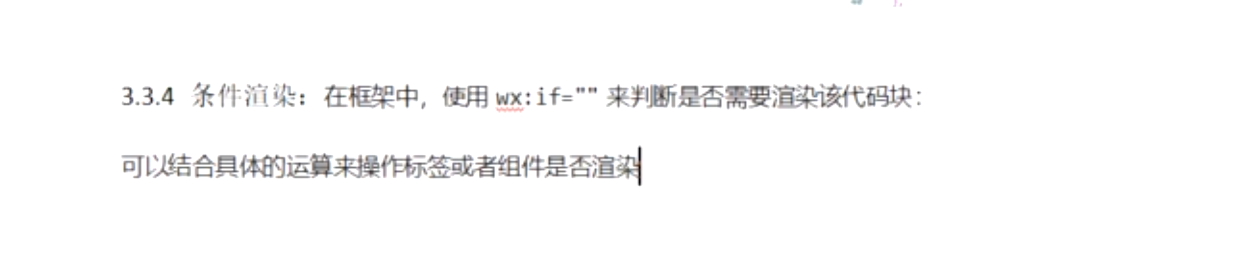 3.3.4 条件渲染：在框架中，使用 wx:if="" 来判断是否需要渲染该代码块：
可以结合具体的运算来操作标签或者组件是否渲染